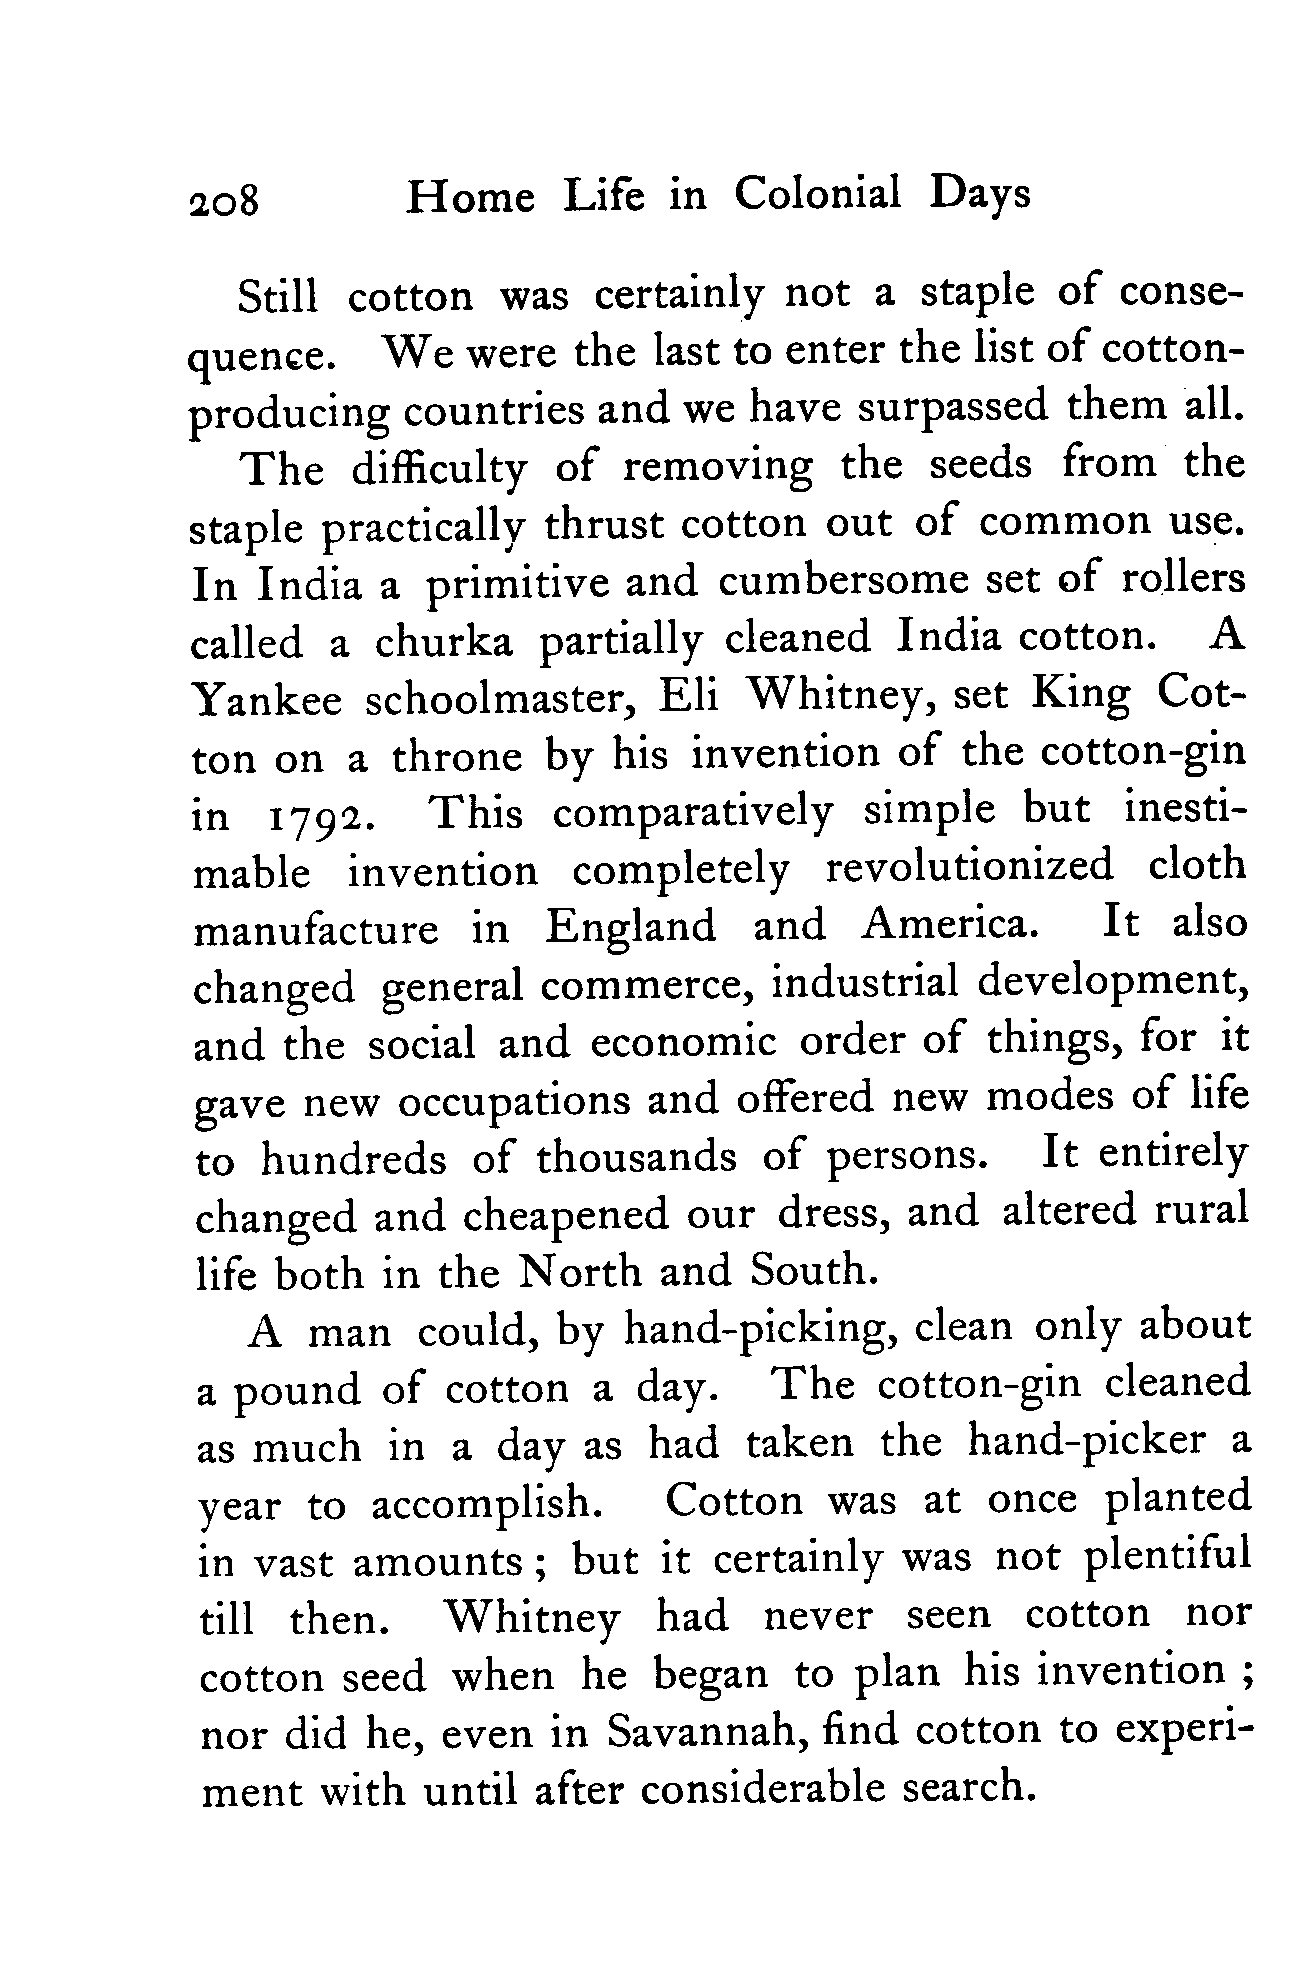 208 Home Life in Colonial Days
Still cotton was certainly not a staple of conse-
quence. We were the last to enter the list of cotton-
producing countries and we have surpassed them all.
The difficulty of removing the seeds from the
staple practically thrust cotton out of common use.
In India a primitive and cumbersome set of rollers
called a churka partially cleaned India cotton. A
Yankee schoolmaster, Eli Whitney, set King Cot-
ton on a throne by his invention of the cotton-gin
in 1792. This comparatively simple but inesti-
mable invention completely revolutionized cloth
manufacture in England and America. It also
changed general commerce, industrial development,
and the social and economic order of things, for it
gave new occupations and offered new modes of life
to hundreds of thousands of persons. It entirely
changed and cheapened our dress, and altered rural
life both in the North and South.
A man could, by hand-picking, clean only about
a pound of cotton a day. The cotton-gin cleaned
as much in a day as had taken the hand-picker a
year to accomplish. Cotton was at once planted
in vast amounts ; but it certainly was not plentiful
till then. Whitney had never seen cotton nor
cotton seed when he began to plan his invention ;
nor did he, even in Savannah, find cotton to experi-
ment with until after considerable search.